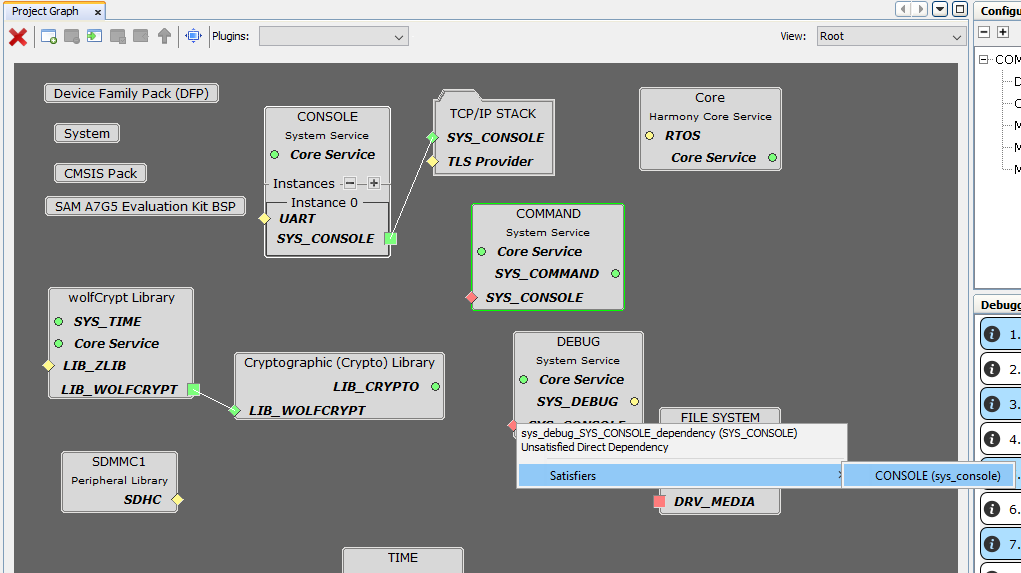 Project Graph
Plugins:
View:
Root
Configu
Device Family Pack (DFP)
System
CMSIS Pack
SAM A7G5 Evaluation Kit BSP
CONSOLE
System Service
Core Service
Instances
Instance 0
UART
SYS_CONSOLE
TCP/IP STACK
SYS_CONSOLE
TLS Provider
Core
Harmony Core Service
RTOS
Core Service
COMMAND
System Service
Core Service
SYS_COMMAND
SYS_CONSOLE
wolfCrypt Library
SYS_TIME
Core Service
LIB_ZLIB
LIB_WOLFCRYPT
Cryptographic (Crypto) Library
LIB_CRYPTO
LIB_WOLFCRYPT
DEBUG
System Service
Core Service
SYS_DEBUG
SYS_CONSOLE
FILE SYSTEM
sys_debug_SYS_CONSOLE_dependency (SYS_CONSOLE)
Unsatisfied Direct Dependency
Satisfiers
CONSOLE (sys_console)
DRV_MEDIA
SDMMC1
Peripheral Library
SDHC
TIME
COM
D
C
M
M
M
Debugg
1.
2.
3.
4.
6.
7.